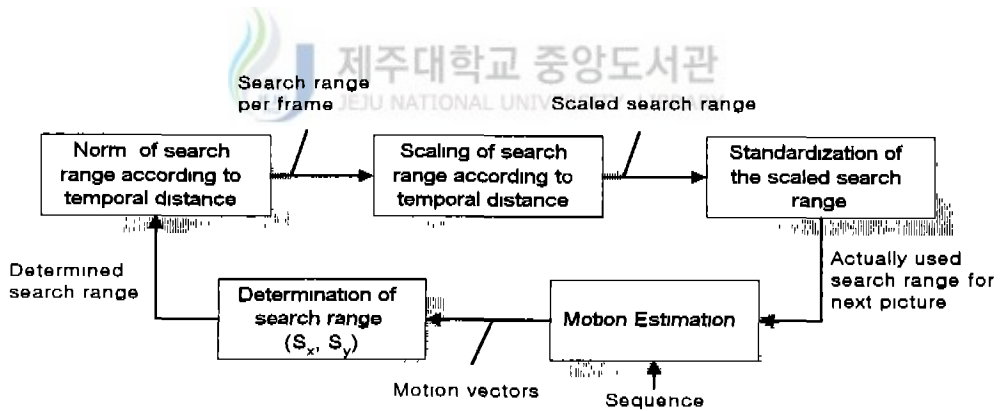 제주대학교 중앙도서관
JEJU NATIONAL UNIVERSITY LIBRARY
Search range
per frame
Scaled search range
Norm of search
range according to
temporal distance
Scaling of search
range according to
temporal distance
Standardization of
the scaled search
range
Determined
search range
Determination of
search range
(Sx, Sy)
Motion Estimation
Actually used
search range for
next picture
Motion vectors
Sequence